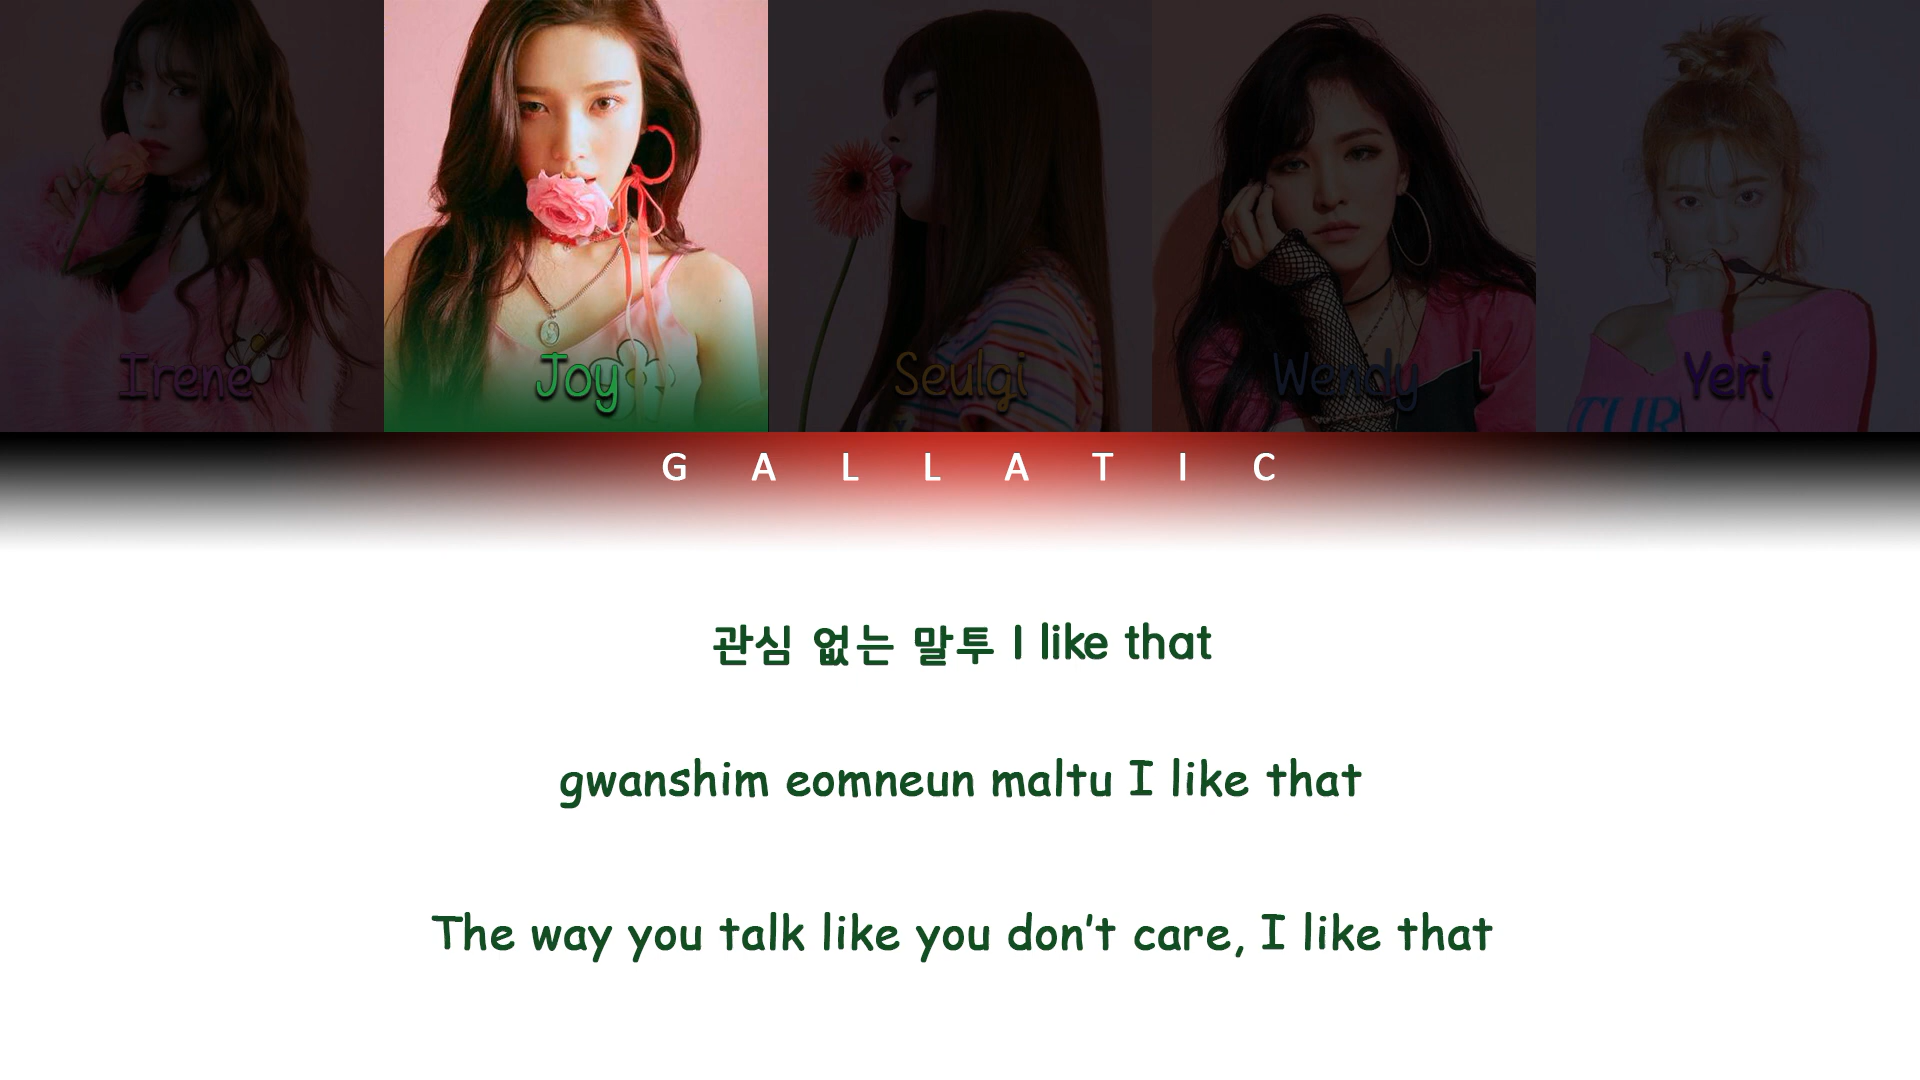 Irene
Joy
Seulgi
Wendy
Yeri
GALLATIC
관심 없는 말투 I like that
gwanshim eomneun maltu I like that
The way you talk like you don't care, I like that